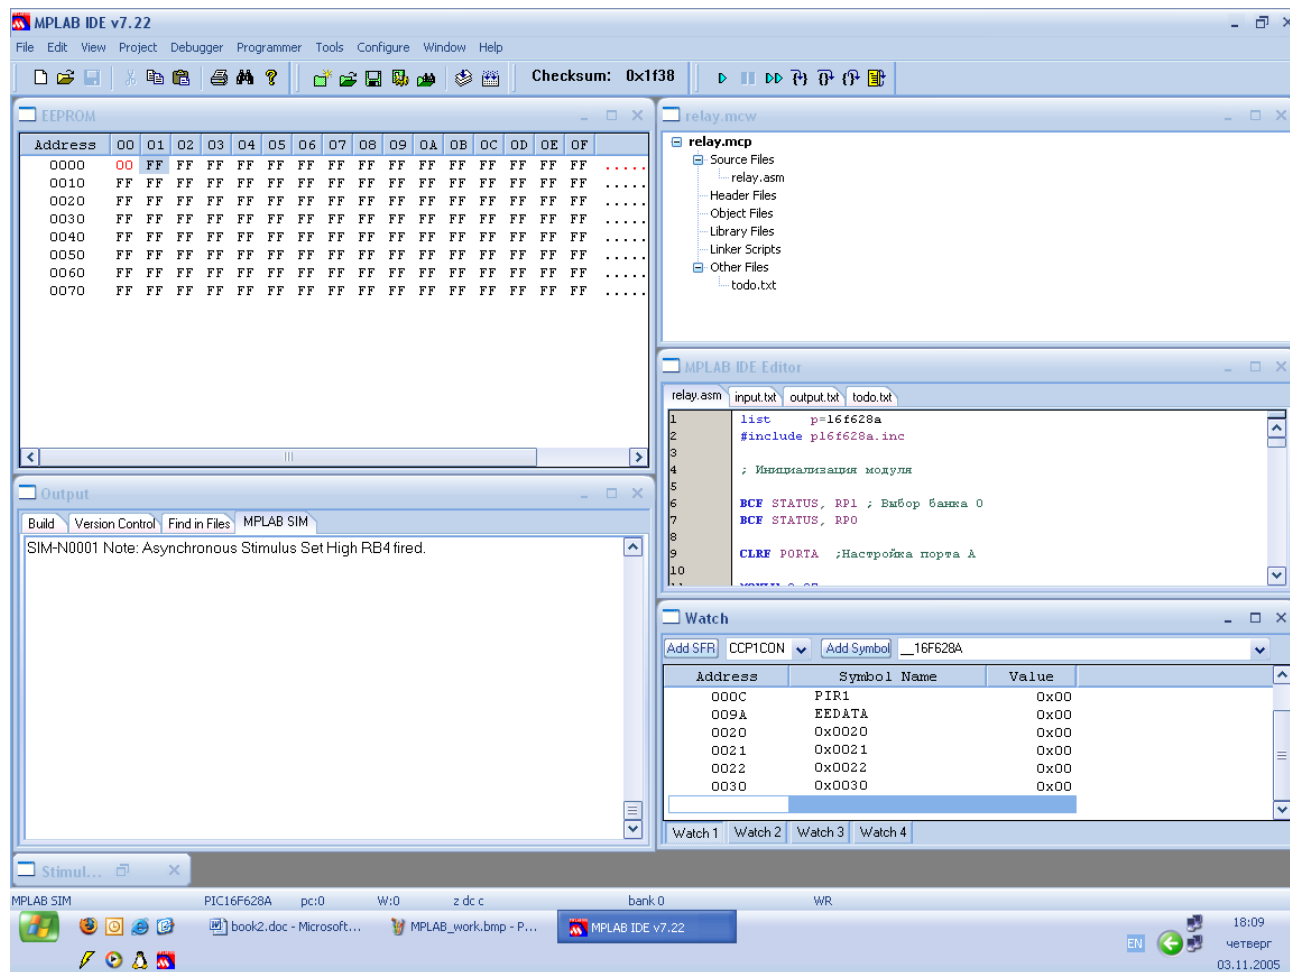 MPLAB IDE v7.22
File Edit View Project Debugger Programmer Tools Configure Window Help
Checksum: 0x1f38
EEPROM
Address 00 01 02 03 04 05 06 07 08 09 0A 0B 0C 0D 0E 0F
0000 00 FF FF FF FF FF FF FF FF FF FF FF FF FF FF FF .....
0010 FF FF FF FF FF FF FF FF FF FF FF FF FF FF FF FF .....
0020 FF FF FF FF FF FF FF FF FF FF FF FF FF FF FF FF .....
0030 FF FF FF FF FF FF FF FF FF FF FF FF FF FF FF FF .....
0040 FF FF FF FF FF FF FF FF FF FF FF FF FF FF FF FF .....
0050 FF FF FF FF FF FF FF FF FF FF FF FF FF FF FF FF .....
0060 FF FF FF FF FF FF FF FF FF FF FF FF FF FF FF FF .....
0070 FF FF FF FF FF FF FF FF FF FF FF FF FF FF FF FF .....
relay.mcw
relay.mcp
Source Files
relay.asm
Header Files
Object Files
Library Files
Linker Scripts
Other Files
todo.txt
MPLAB IDE Editor
relay.asm input.txt output.txt todo.txt
1 list p=16f628a
2 #include p16f628a.inc
3
4 ; Инициализация модуля
5
6 BCF STATUS, RP1 ; Выбор банка 0
7 BCF STATUS, RP0
8
9 CLRF PORTA ;Настройка порта A
10
Output
Build Version Control Find in Files MPLAB SIM
SIM-N0001 Note: Asynchronous Stimulus Set High RB4 fired.
Watch
Add SFR CCP1CON Add Symbol __16F628A
Address Symbol Name Value
000C PIR1 0x00
009A EEDATA 0x00
0020 0x0020 0x00
0021 0x0021 0x00
0022 0x0022 0x00
0030 0x0030 0x00
Watch 1 Watch 2 Watch 3 Watch 4
Stimul...
MPLAB SIM PIC16F628A pc:0 W:0 z dc c bank 0 WR
book2.doc - Microsoft... MPLAB_work.bmp - P... MPLAB IDE v7.22
EN
18:09
четверг
03.11.2005